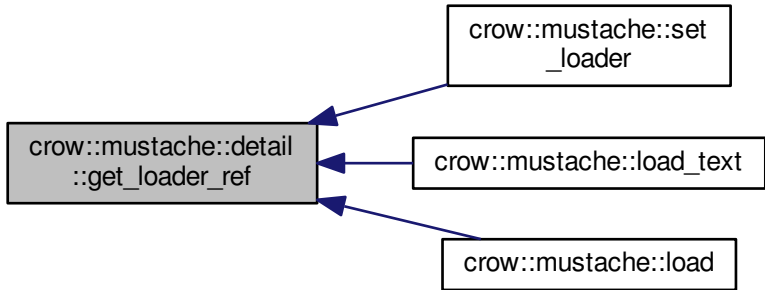 crow::mustache::set
_loader
crow::mustache::detail
::get_loader_ref
crow::mustache::load_text
crow::mustache::load